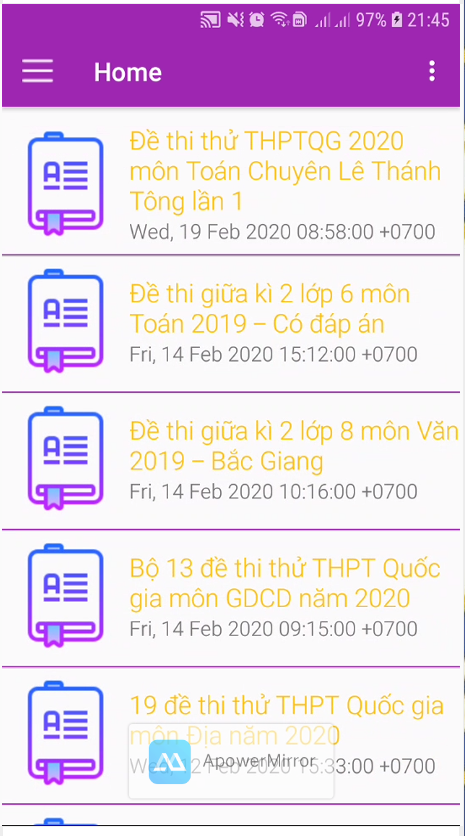 97% 21:45
Home
Đề thi thử THPTQG 2020
môn Toán Chuyên Lê Thánh
Tông lần 1
Wed, 19 Feb 2020 08:58:00 +0700
Đề thi giữa kì 2 lớp 6 môn
Toán 2019 – Có đáp án
Fri, 14 Feb 2020 15:12:00 +0700
Đề thi giữa kì 2 lớp 8 môn Văn
2019 – Bắc Giang
Fri, 14 Feb 2020 10:16:00 +0700
Bộ 13 đề thi thử THPT Quốc
gia môn GDCD năm 2020
Fri, 14 Feb 2020 09:15:00 +0700
19 đề thi thử THPT Quốc gia
môn Địa năm 2020
Wed, 12 Feb 2020 15:33:00 +0700
ApowerMirror